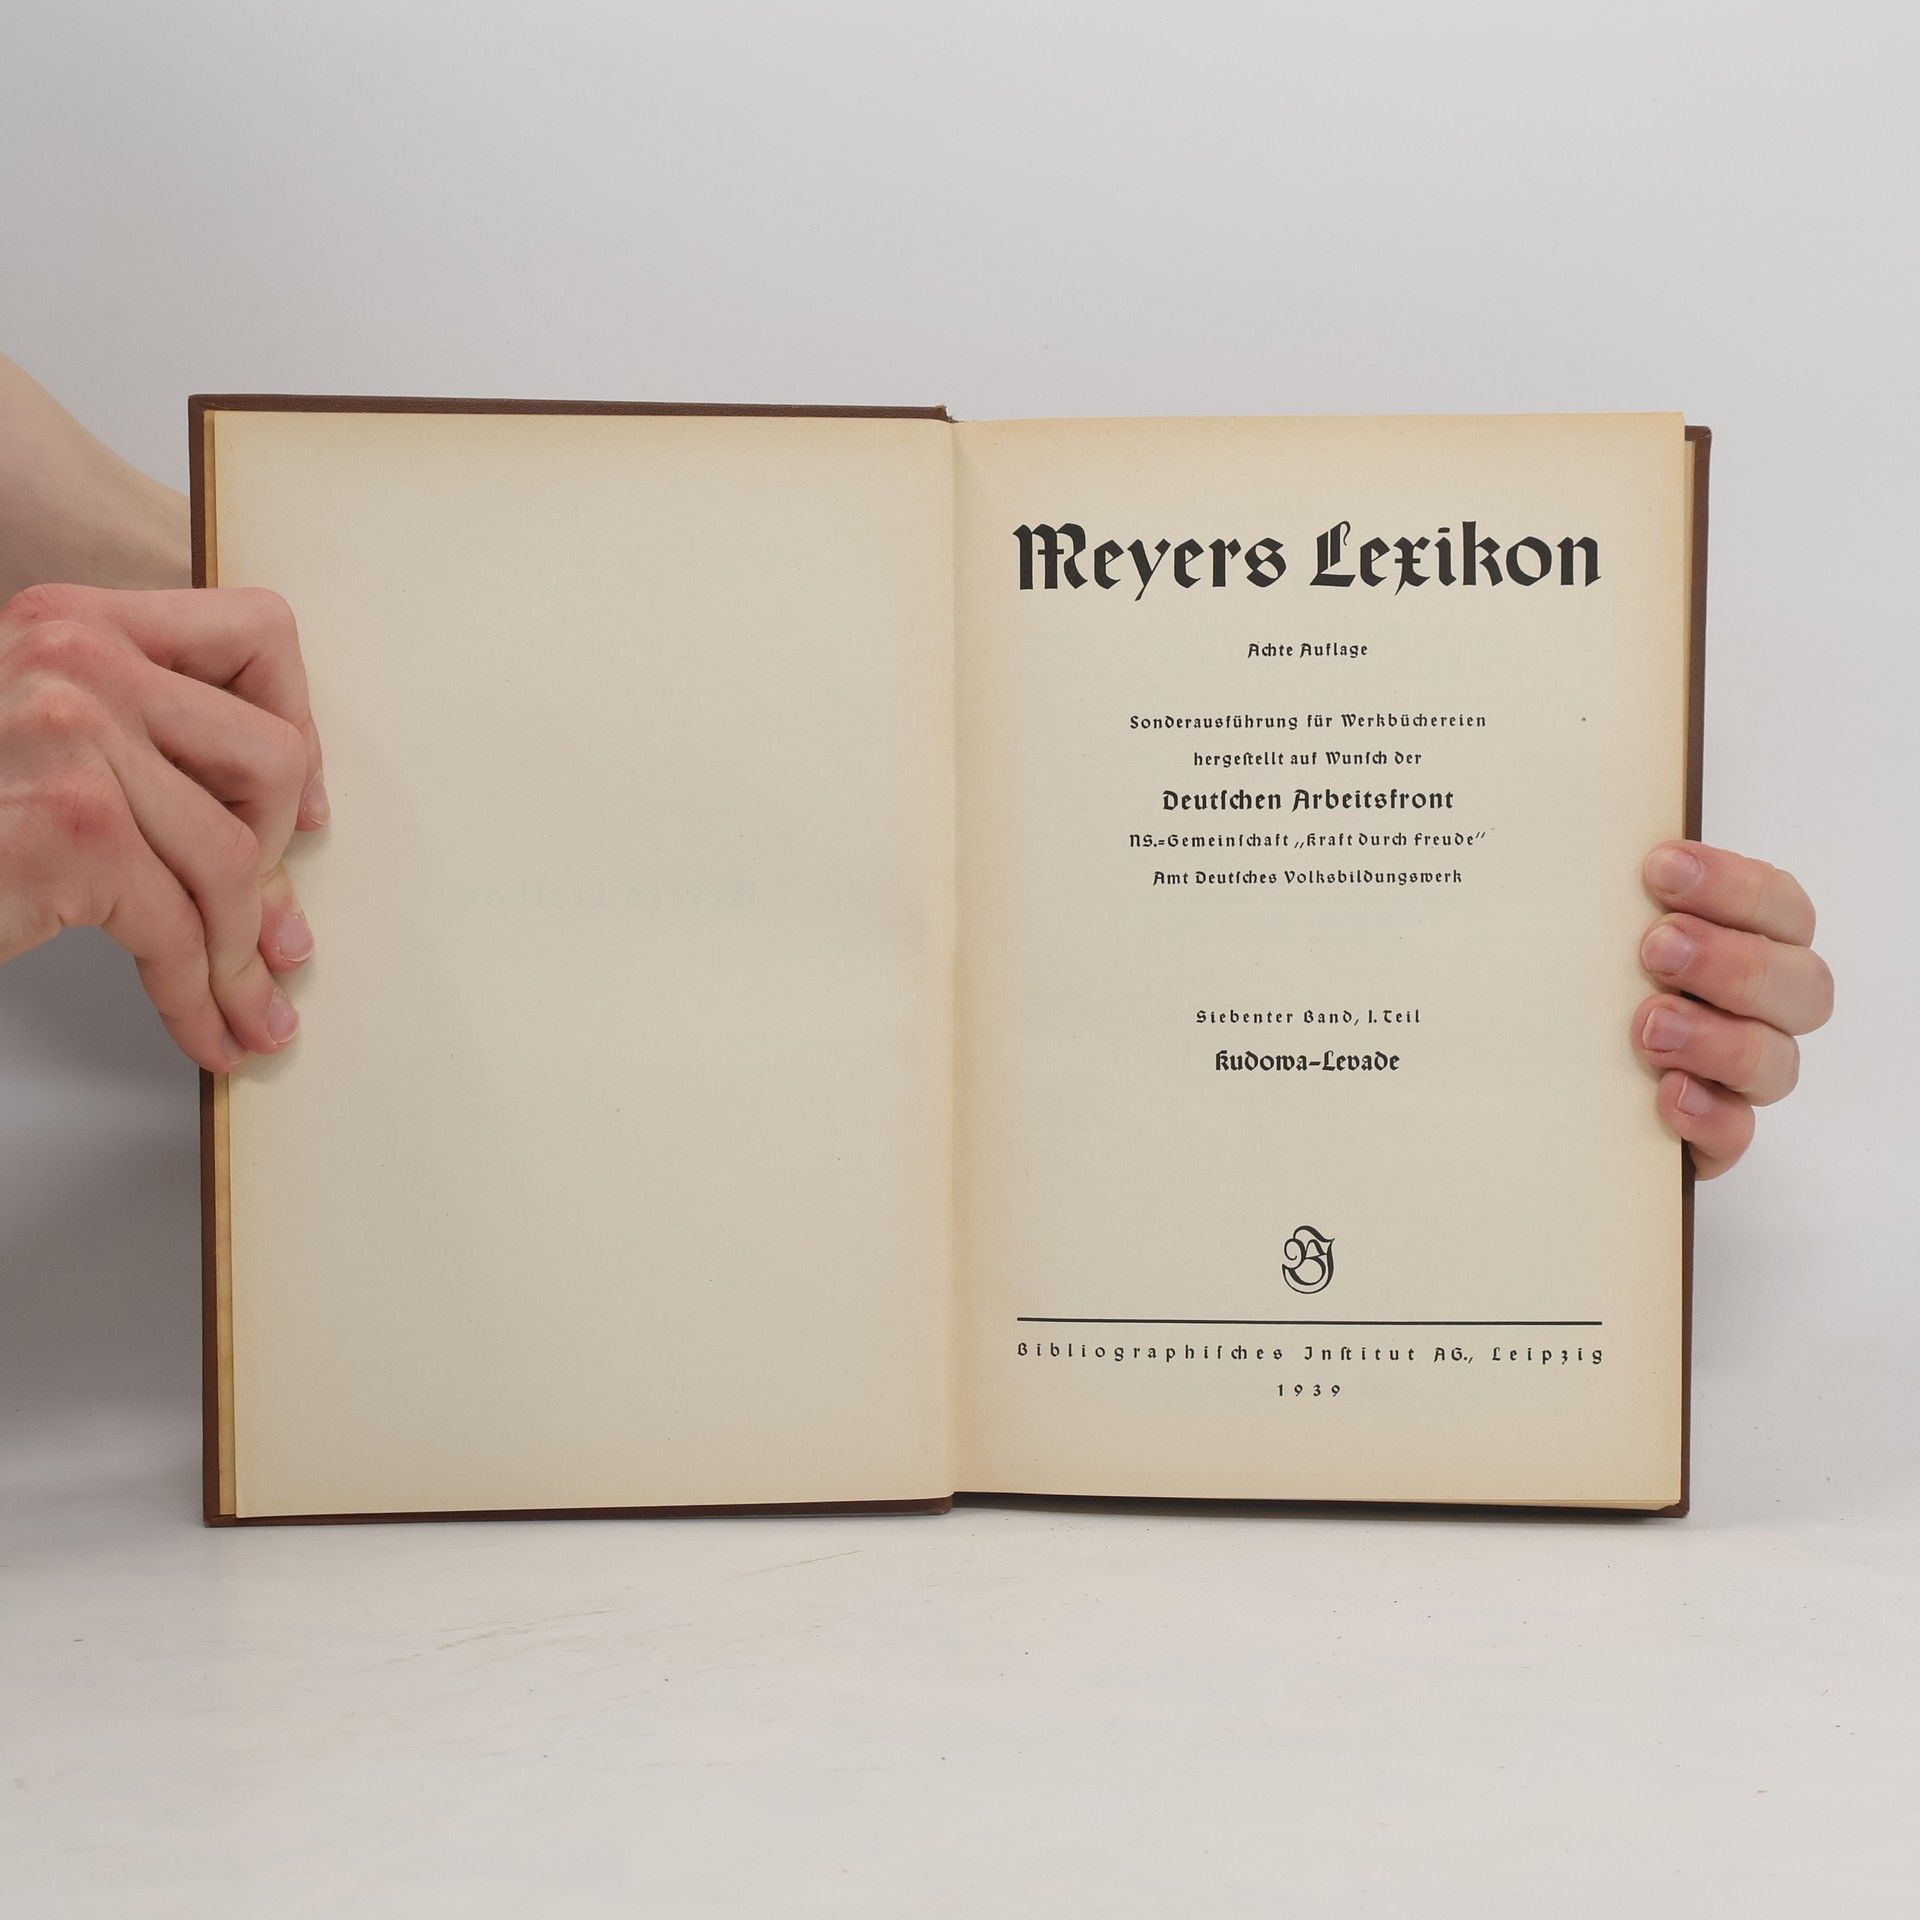 Meyers Lexikon
Achte Auflage
Sonderausführung für Werkbüchereien
hergeſtellt auf Wunſch der
Deutſchen Arbeitsfront
NS.=Gemeinſchaft „Kraft durch Freude“
Amt Deutſches Volksbildungswerk
Siebenter Band, I. Teil
Kudowa–Levade
BI
Bibliographiſches Inſtitut AG., Leipzig
1939